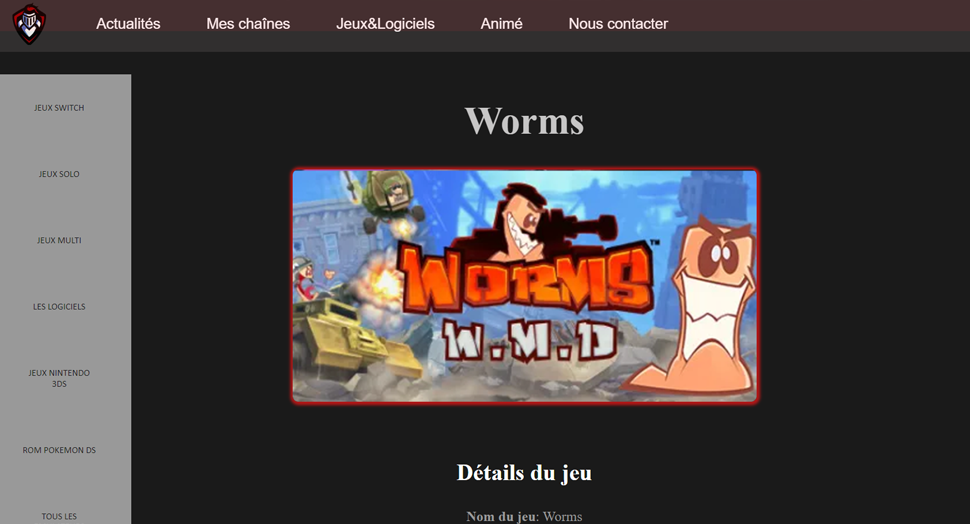 Actualités Mes chaînes Jeux&Logiciels Animé Nous contacter
JEUX SWITCH
JEUX SOLO
JEUX MULTI
LES LOGICIELS
JEUX NINTENDO
3DS
ROM POKEMON DS
TOUS LES
Worms
WORMS™
W.M.D
Détails du jeu
Nom du jeu: Worms